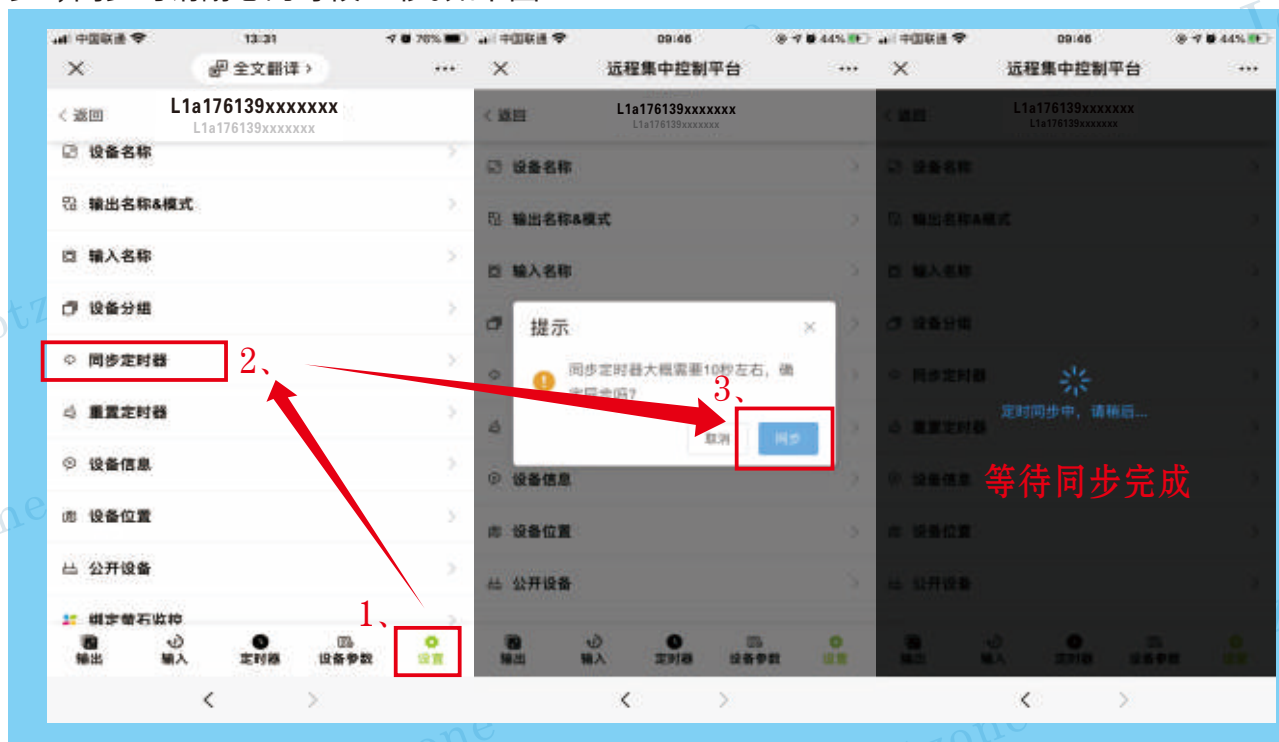 中国联通 13:31 76%
全文翻译
返回
L1a176139xxxxxxx
L1a176139xxxxxxx
设备名称
输出名称&模式
输入名称
设备分组
同步定时器
2、
重置定时器
设备信息
设备位置
公开设备
绑定萤石监控
1、
输出 输入 定时器 设备参数 设置
中国联通 09:46 44%
远程集中控制平台
返回
L1a176139xxxxxxx
L1a176139xxxxxxx
设备名称
输出名称&模式
输入名称
提示
同步定时器大概需要10秒左右，确
3、
取消 同步
设备信息
设备位置
公开设备
输出 输入 定时器 设备参数 设置
中国联通 09:46 44%
远程集中控制平台
返回
L1a176139xxxxxxx
L1a176139xxxxxxx
设备名称
输出名称&模式
输入名称
设备分组
同步定时器
定时同步中，请稍后...
重置定时器
设备信息
等待同步完成
设备位置
公开设备
输出 输入 定时器 设备参数 设置